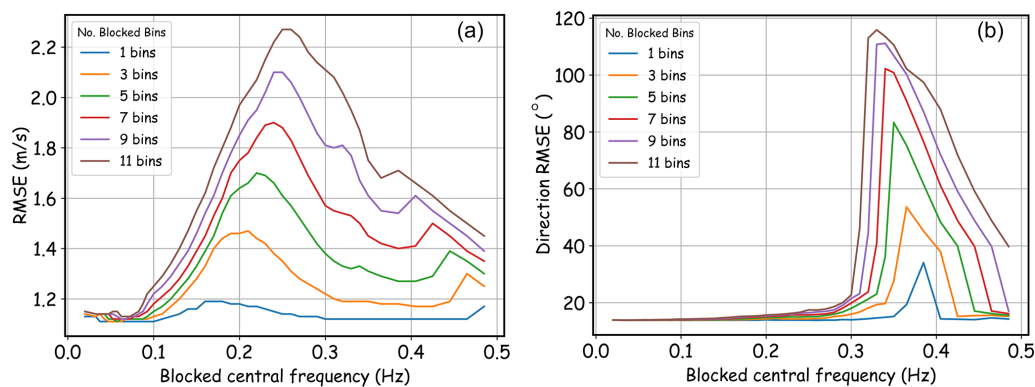 (a)
No. Blocked Bins
1 bins
3 bins
5 bins
7 bins
9 bins
11 bins
2.2
2.0
1.8
1.6
1.4
1.2
RMSE (m/s)
0.0 0.1 0.2 0.3 0.4 0.5
Blocked central frequency (Hz)
(b)
No. Blocked Bins
1 bins
3 bins
5 bins
7 bins
9 bins
11 bins
120
100
80
60
40
20
Direction RMSE (°)
0.0 0.1 0.2 0.3 0.4 0.5
Blocked central frequency (Hz)